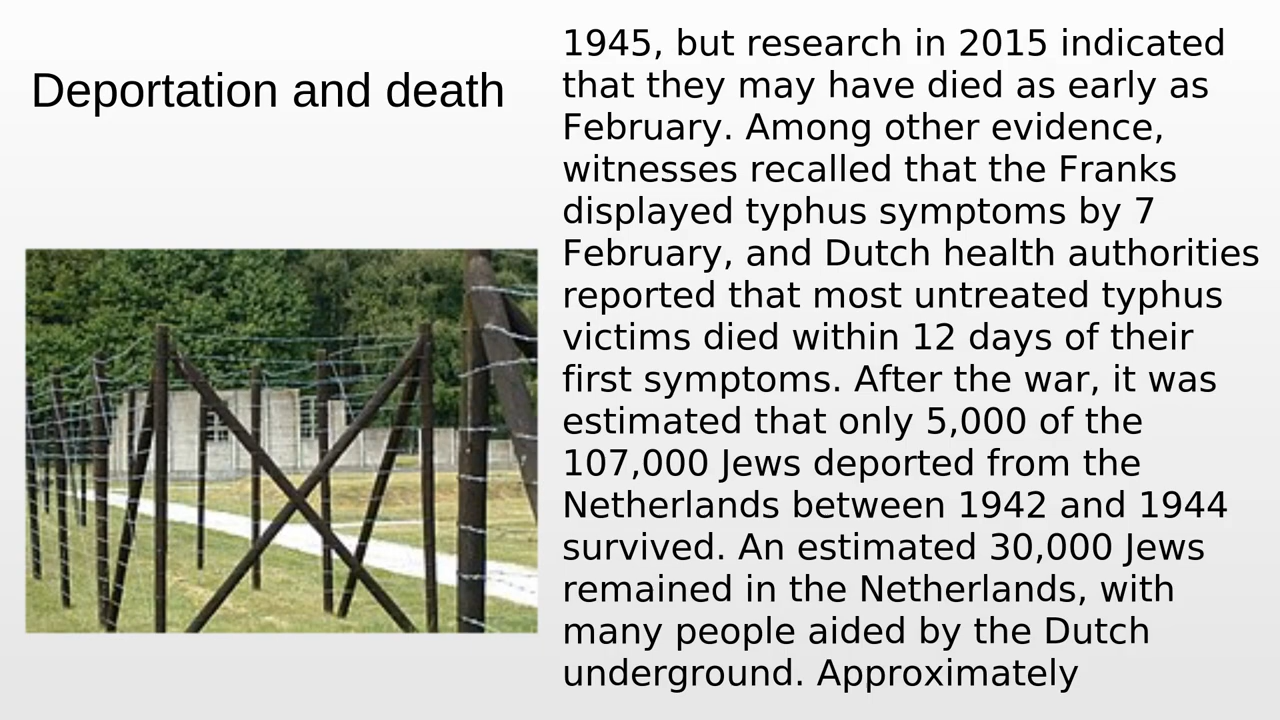 Deportation and death
1945, but research in 2015 indicated
that they may have died as early as
February. Among other evidence,
witnesses recalled that the Franks
displayed typhus symptoms by 7
February, and Dutch health authorities
reported that most untreated typhus
victims died within 12 days of their
first symptoms. After the war, it was
estimated that only 5,000 of the
107,000 Jews deported from the
Netherlands between 1942 and 1944
survived. An estimated 30,000 Jews
remained in the Netherlands, with
many people aided by the Dutch
underground. Approximately